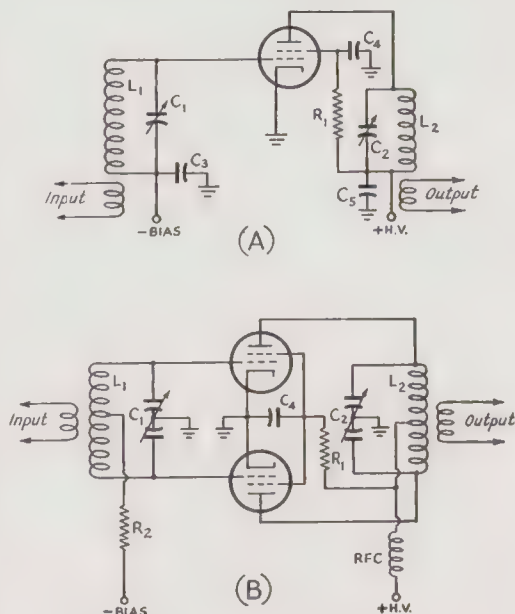 C₄
L₁
C₁
R₁
C₂
L₂
C₃
C₅
Input
Output
–BIAS
+H.V.
(A)
L₁
C₁
C₄
C₂
L₂
Input
Output
R₁
R₂
RFC
–BIAS
+H.V.
(B)